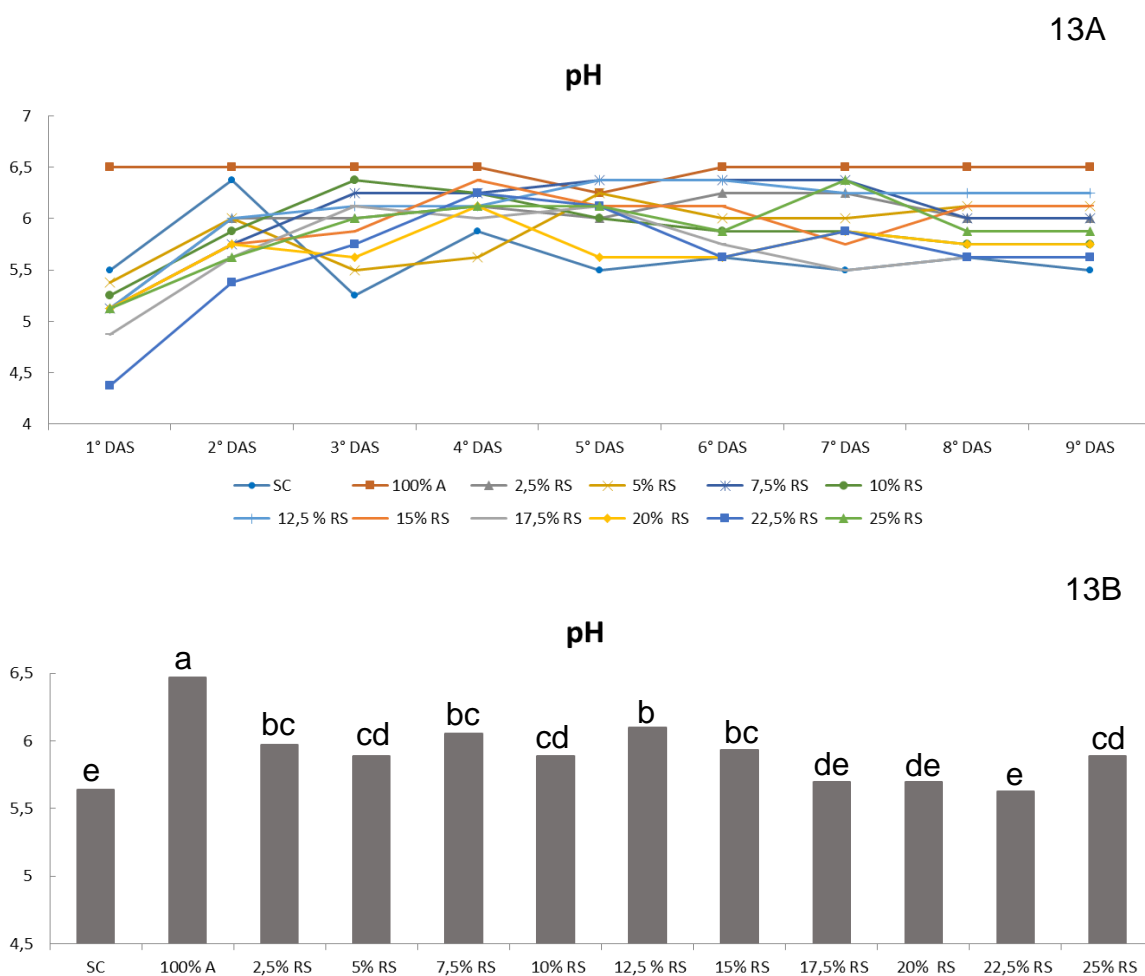 13A
pH
7
6,5
6
5,5
5
4,5
4
1° DAS 2° DAS 3° DAS 4° DAS 5° DAS 6° DAS 7° DAS 8° DAS 9° DAS
SC 100% A 2,5% RS 5% RS 7,5% RS 10% RS
12,5 % RS 15% RS 17,5% RS 20% RS 22,5% RS 25% RS
13B
pH
6,5
6
5,5
5
4,5
e a bc cd bc cd b bc de de e cd
SC 100% A 2,5% RS 5% RS 7,5% RS 10% RS 12,5 % RS 15% RS 17,5% RS 20% RS 22,5% RS 25% RS